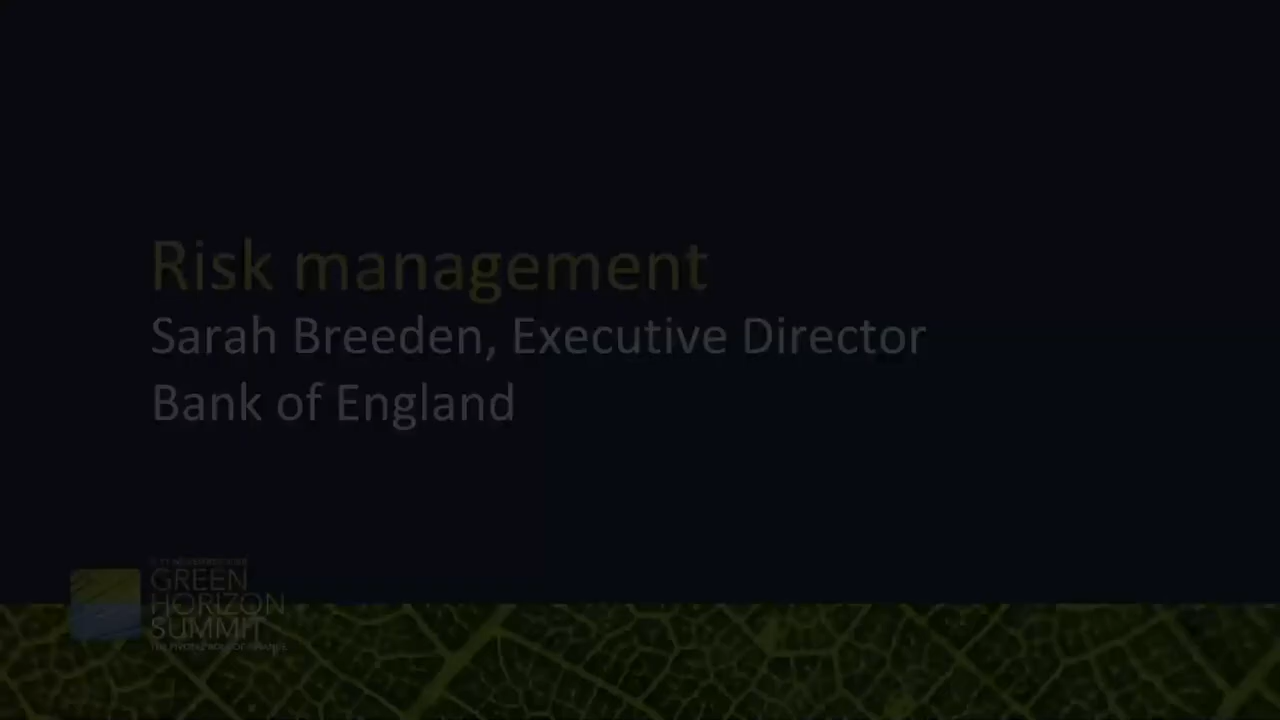 Risk management
Sarah Breeden, Executive Director
Bank of England
GREEN
HORIZON
SUMMIT